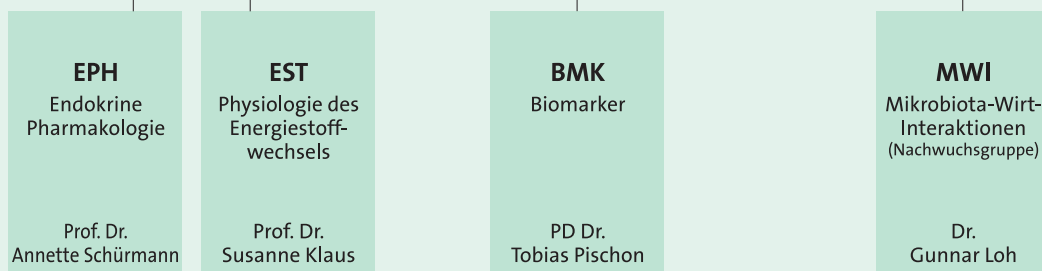 EPH
Endokrine
Pharmakologie
Prof. Dr.
Annette Schürmann
EST
Physiologie des
Energiestoff-
wechsels
Prof. Dr.
Susanne Klaus
BMK
Biomarker
PD Dr.
Tobias Pischon
MWl
Mikrobiota-Wirt-
Interaktionen
(Nachwuchsgruppe)
Dr.
Gunnar Loh